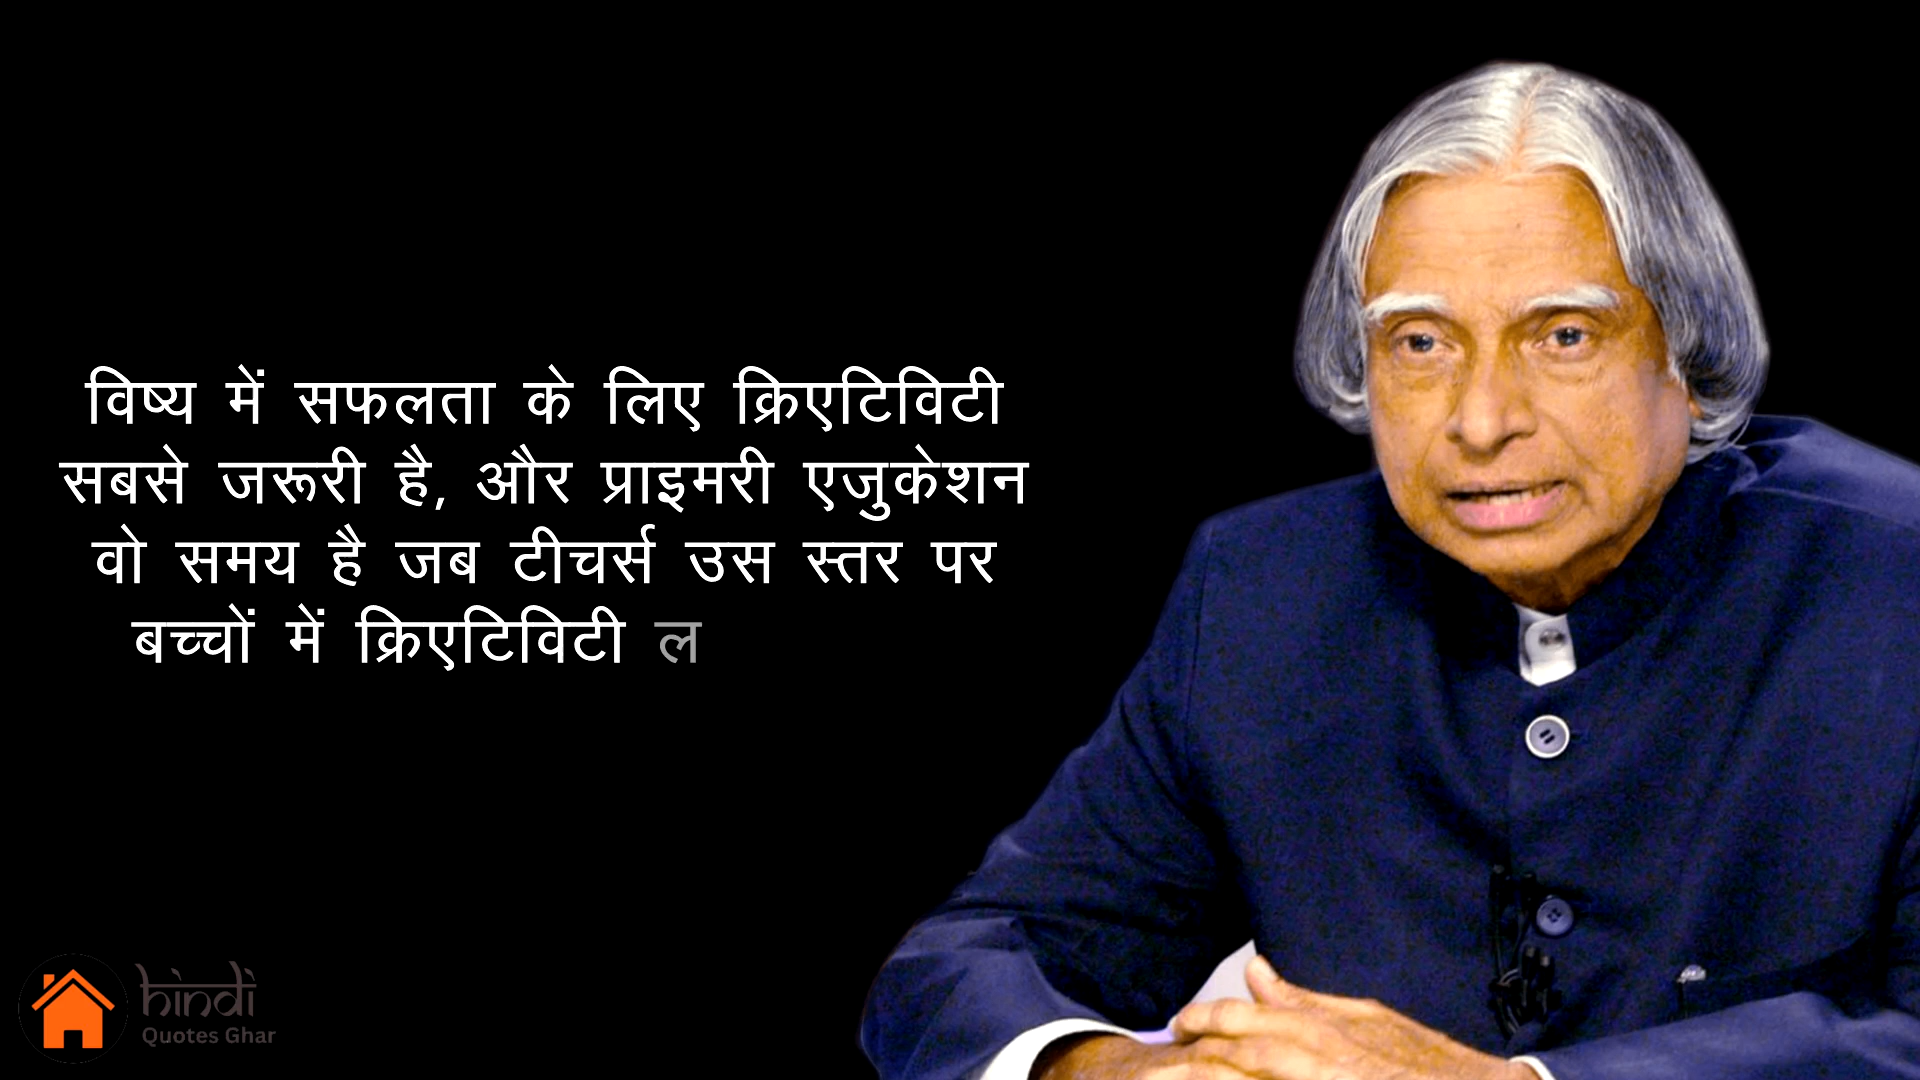 विष्य में सफलता के लिए क्रिएटिविटी
सबसे जरूरी है, और प्राइमरी एजुकेशन
वो समय है जब टीचर्स उस स्तर पर
बच्चों में क्रिएटिविटी ल
hindi
Quotes Ghar